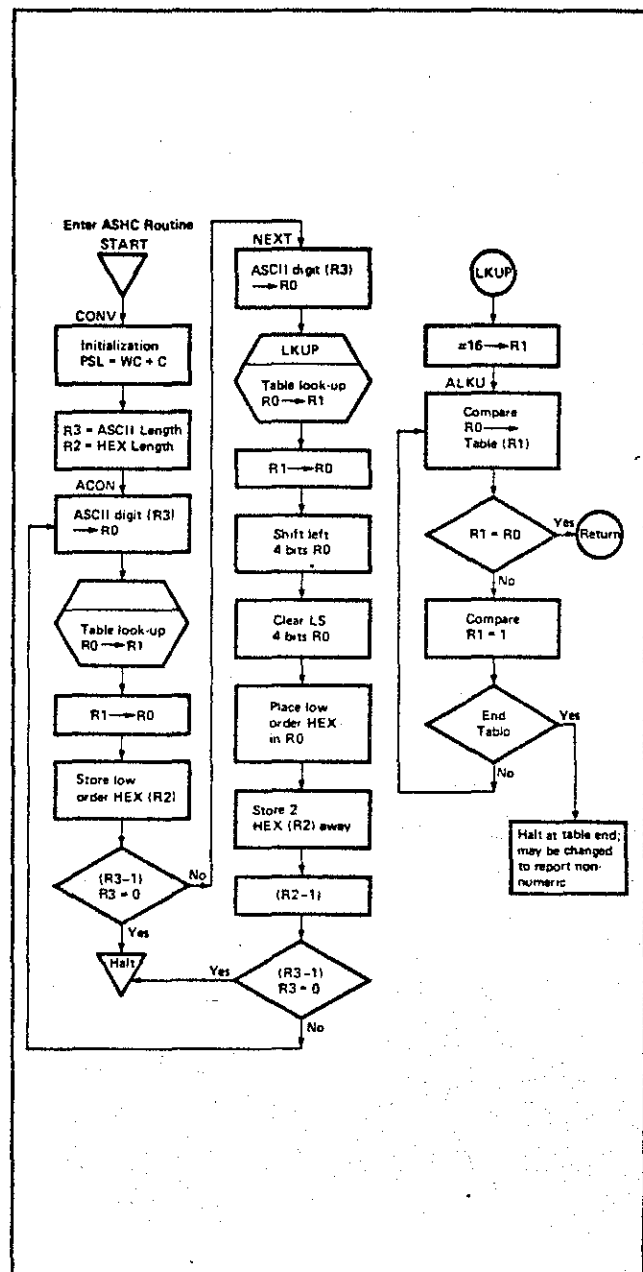 Enter ASHC Routine
START
CONV
Initialization
PSL = WC + C
R3 = ASCII Length
R2 = HEX Length
ACON
ASCII digit (R3)
→ R0
Table look-up
R0 → R1
R1 → R0
Store low
order HEX (R2)
(R3-1)
R3 = 0
No
Yes
Halt
NEXT
ASCII digit (R3)
→ R0
LKUP
Table look-up
R0 → R1
R1 → R0
Shift left
4 bits R0
Clear LS
4 bits R0
Place low
order HEX
in R0
Store 2
HEX (R2) away
(R2-1)
(R3-1)
R3 = 0
Yes
No
LKUP
=16 → R1
ALKU
Compare
R0 →
Table (R1)
R1 = R0
Yes
Return
No
Compare
R1 = 1
End
Table
Yes
No
Halt at table end;
may be changed
to report non-
numeric